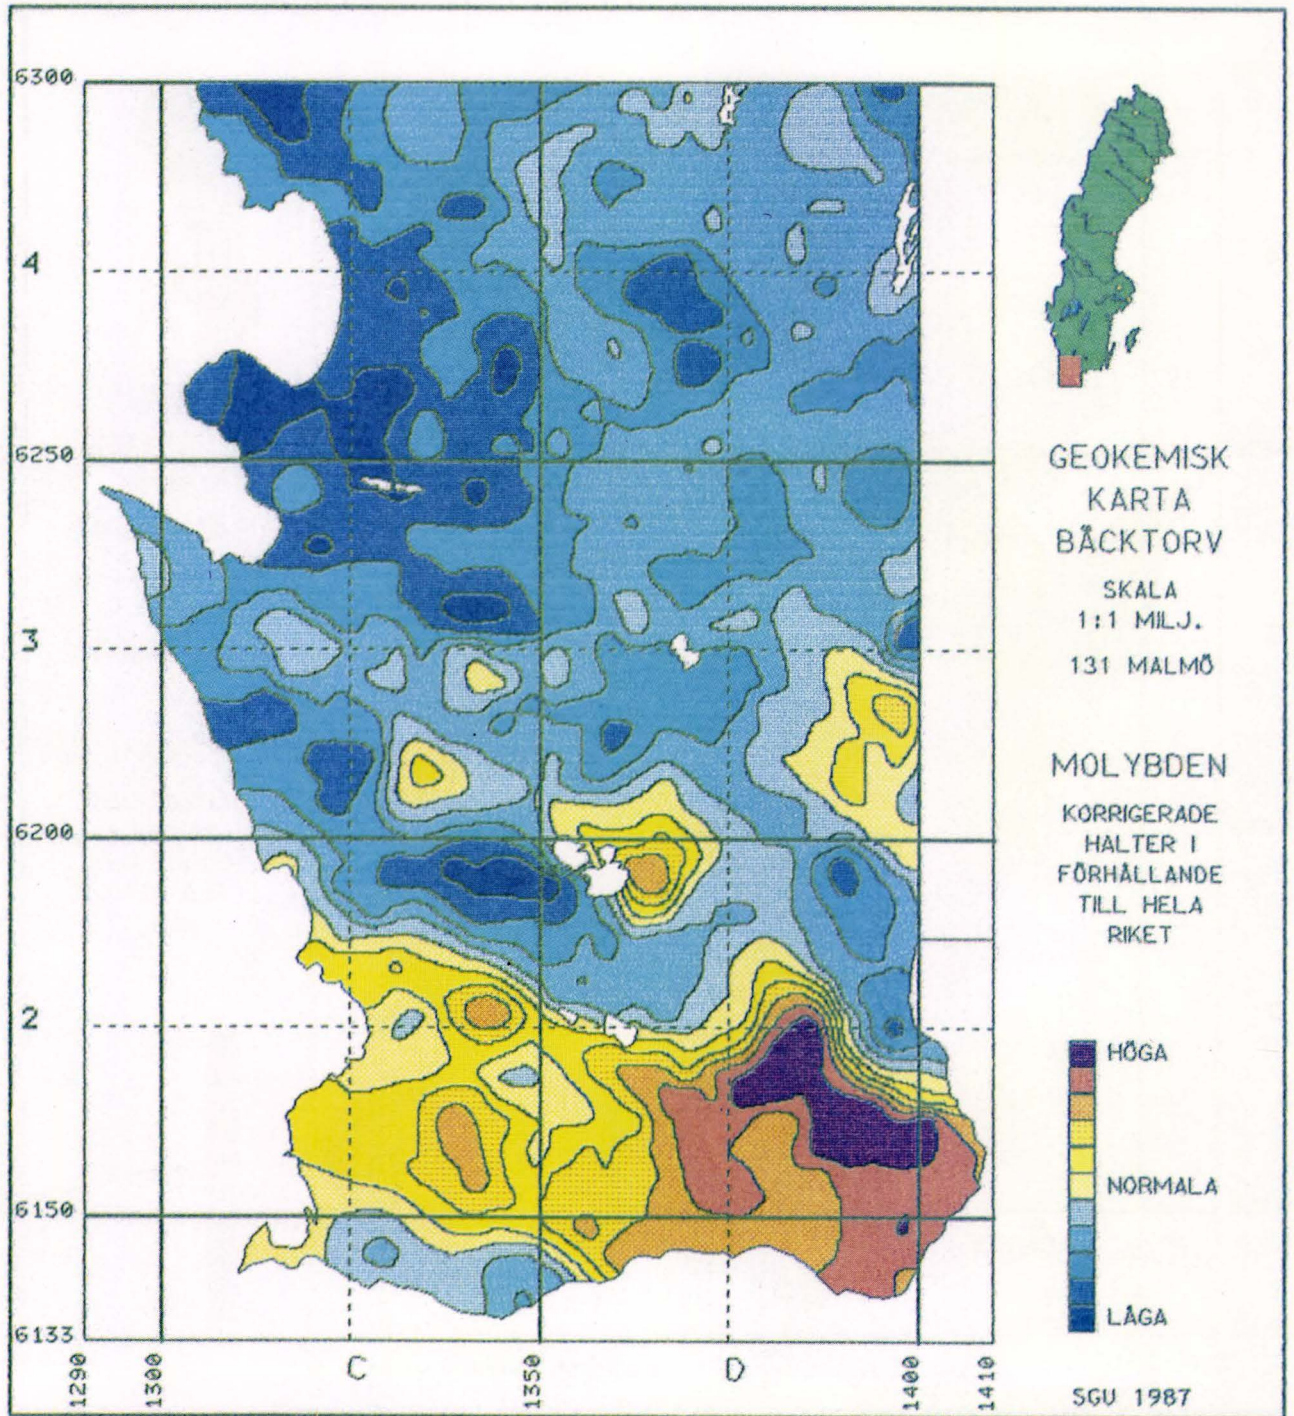 6300
4
6250
3
6200
2
6150
6133
1290
1300
C
1350
D
1400
1410
GEOKEMISK
KARTA
BÄCKTORV
SKALA
1:1 MILJ.
131 MALMÖ
MOLYBDEN
KORRIGERADE
HALTER I
FÖRHÅLLANDE
TILL HELA
RIKET
HÖGA
NORMALA
LÅGA
SGU 1987